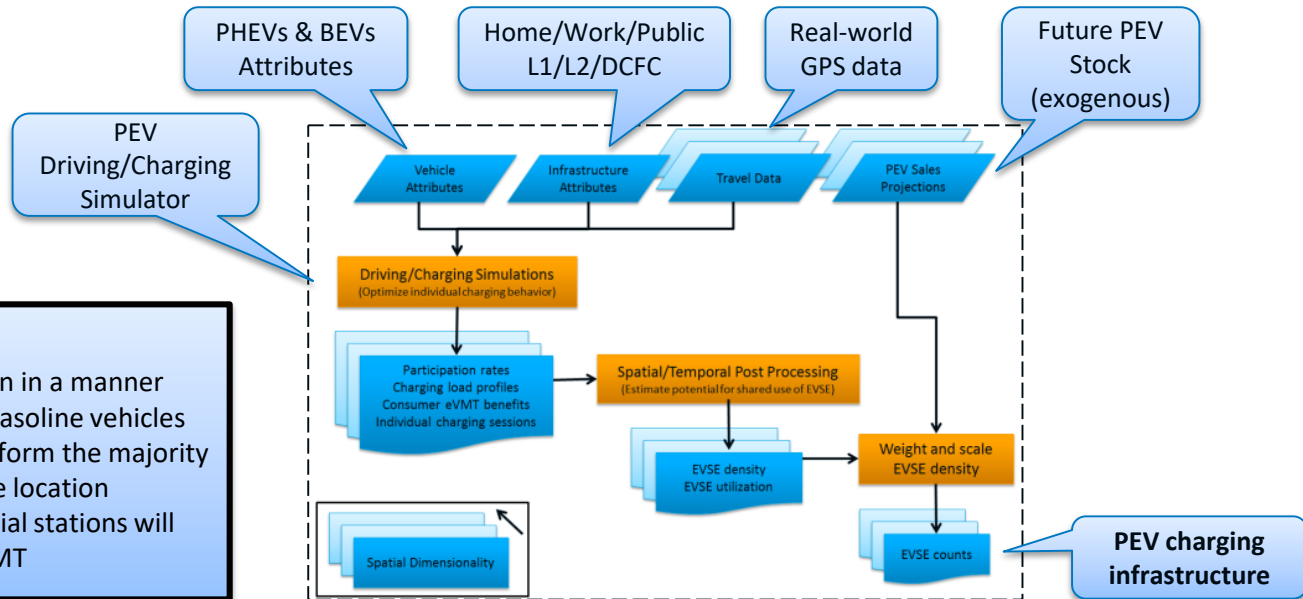 PHEVs & BEVs
Attributes
Home/Work/Public
L1/L2/DCFC
Real-world
GPS data
Future PEV
Stock
(exogenous)
PEV
Driving/Charging
Simulator
Vehicle
Attributes
Infrastructure
Attributes
Travel Data
PEV Sales
Projections
Driving/Charging Simulations
(Optimize individual charging behavior)
Participation rates
Charging load profiles
Consumer eVMT benefits
Individual charging sessions
Spatial/Temporal Post Processing
(Estimate potential for shared use of EVSE)
EVSE density
EVSE utilization
Weight and scale
EVSE density
EVSE counts
PEV charging
infrastructure
Spatial Dimensionality
n in a manner
asoline vehicles
form the majority
e location
ial stations will
MT